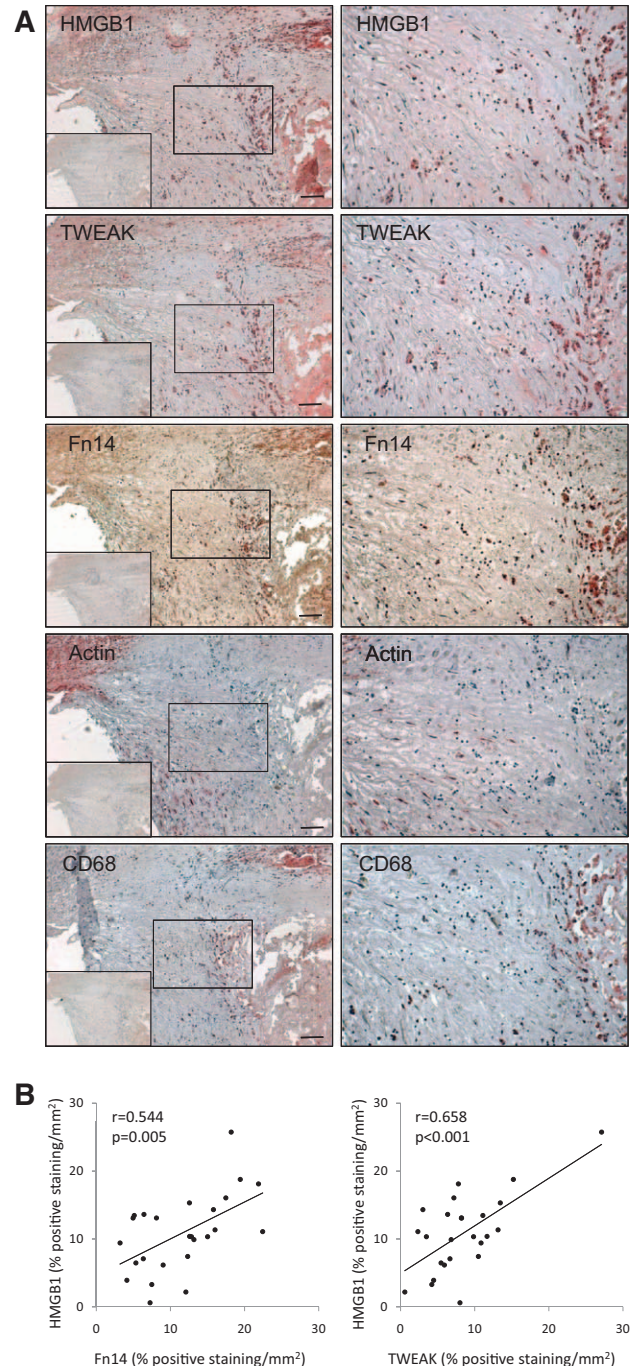 A
HMGB1
HMGB1
TWEAK
TWEAK
Fn14
Fn14
Actin
Actin
CD68
CD68
B
r=0.544
p=0.005
HMGB1 (% positive staining/mm²)
30
20
10
0
0 10 20 30
Fn14 (% positive staining/mm²)
r=0.658
p<0.001
HMGB1 (% positive staining/mm²)
30
20
10
0
0 10 20 30
TWEAK (% positive staining/mm²)